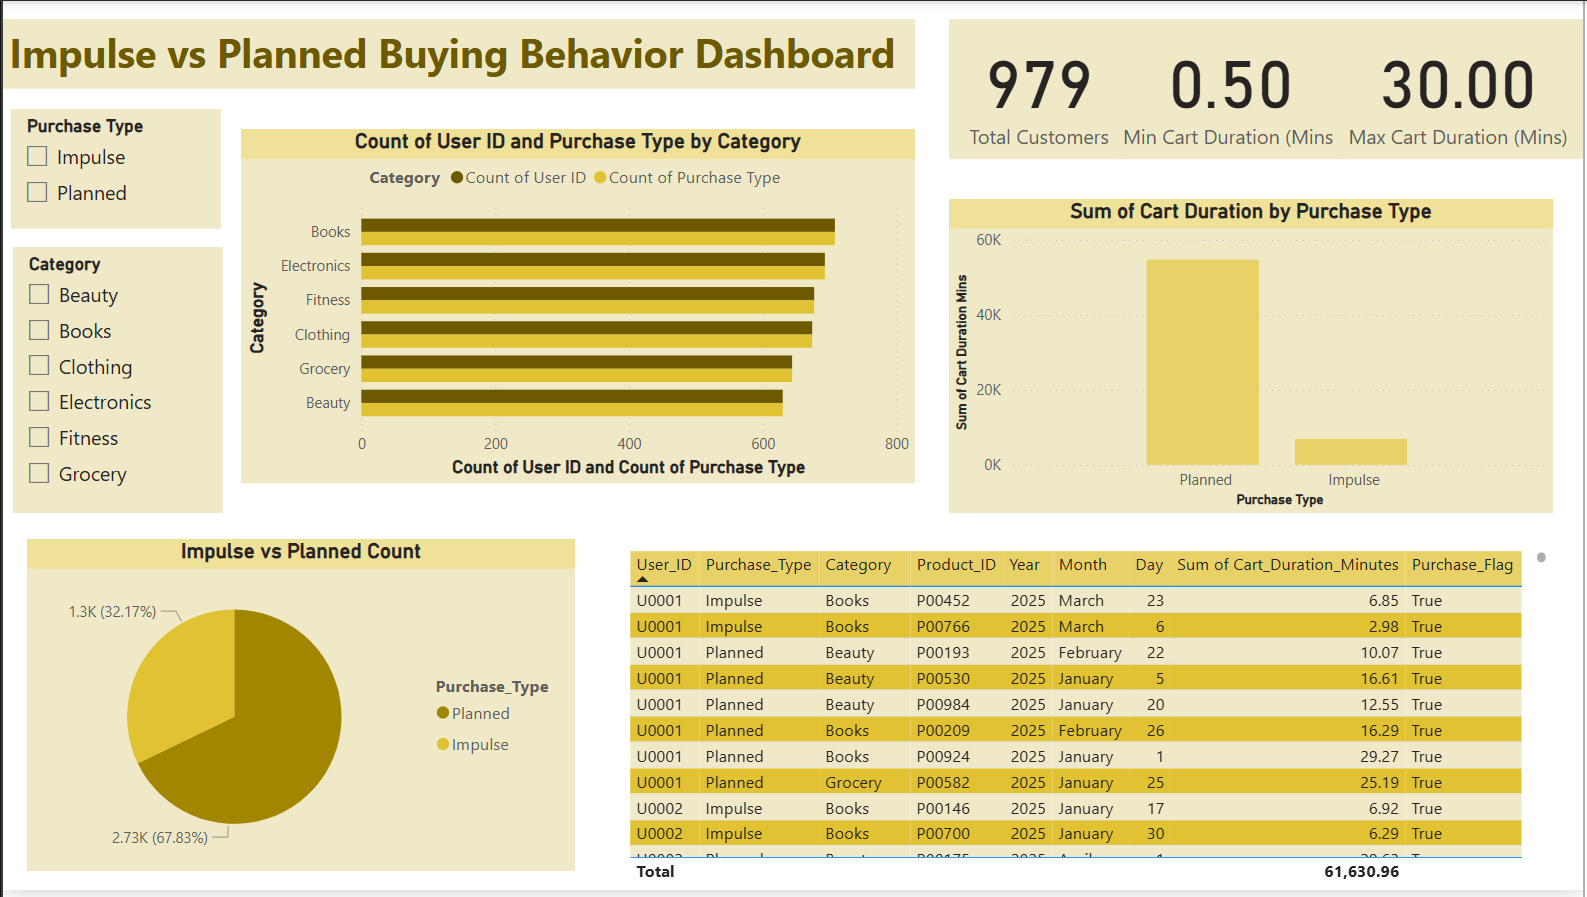 Impulse vs Planned Buying Behavior Dashboard
979
Total Customers
0.50
Min Cart Duration (Mins
30.00
Max Cart Duration (Mins)
Purchase Type
Impulse
Planned
Category
Beauty
Books
Clothing
Electronics
Fitness
Grocery
Count of User ID and Purchase Type by Category
Category Count of User ID Count of Purchase Type
Category
Books
Electronics
Fitness
Clothing
Grocery
Beauty
0 200 400 600 800
Count of User ID and Count of Purchase Type
Sum of Cart Duration by Purchase Type
Sum of Cart Duration Mins
60K
40K
20K
0K
Planned Impulse
Purchase Type
Impulse vs Planned Count
1.3K (32.17%)
2.73K (67.83%)
Purchase_Type
Planned
Impulse
User_ID Purchase_Type Category Product_ID Year Month Day Sum of Cart_Duration_Minutes Purchase_Flag
U0001 Impulse Books P00452 2025 March 23 6.85 True
U0001 Impulse Books P00766 2025 March 6 2.98 True
U0001 Planned Beauty P00193 2025 February 22 10.07 True
U0001 Planned Beauty P00530 2025 January 5 16.61 True
U0001 Planned Beauty P00984 2025 January 20 12.55 True
U0001 Planned Books P00209 2025 February 26 16.29 True
U0001 Planned Books P00924 2025 January 1 29.27 True
U0001 Planned Grocery P00582 2025 January 25 25.19 True
U0002 Impulse Books P00146 2025 January 17 6.92 True
U0002 Impulse Books P00700 2025 January 30 6.29 True
Total 61,630.96